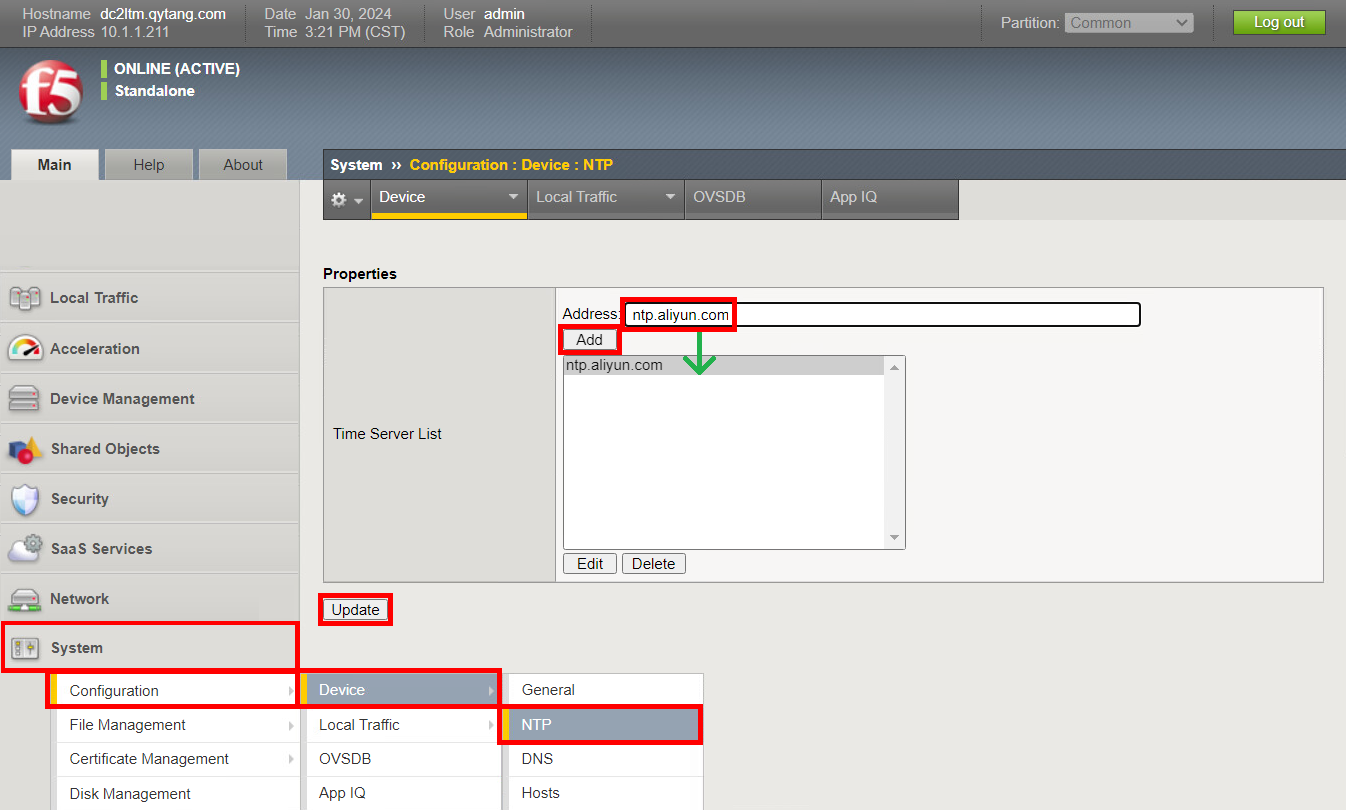 Hostname dc2ltm.qytang.com Date Jan 30, 2024 User admin
IP Address 10.1.1.211 Time 3:21 PM (CST) Role Administrator
Partition: Common Log out
f5
ONLINE (ACTIVE)
Standalone
Main Help About
System ›› Configuration : Device : NTP
Device Local Traffic OVSDB App IQ
Properties
Address: ntp.aliyun.com
Add
ntp.aliyun.com
Time Server List
Edit Delete
Update
Local Traffic
Acceleration
Device Management
Shared Objects
Security
SaaS Services
Network
System
Configuration Device General
File Management Local Traffic NTP
Certificate Management OVSDB DNS
Disk Management App IQ Hosts